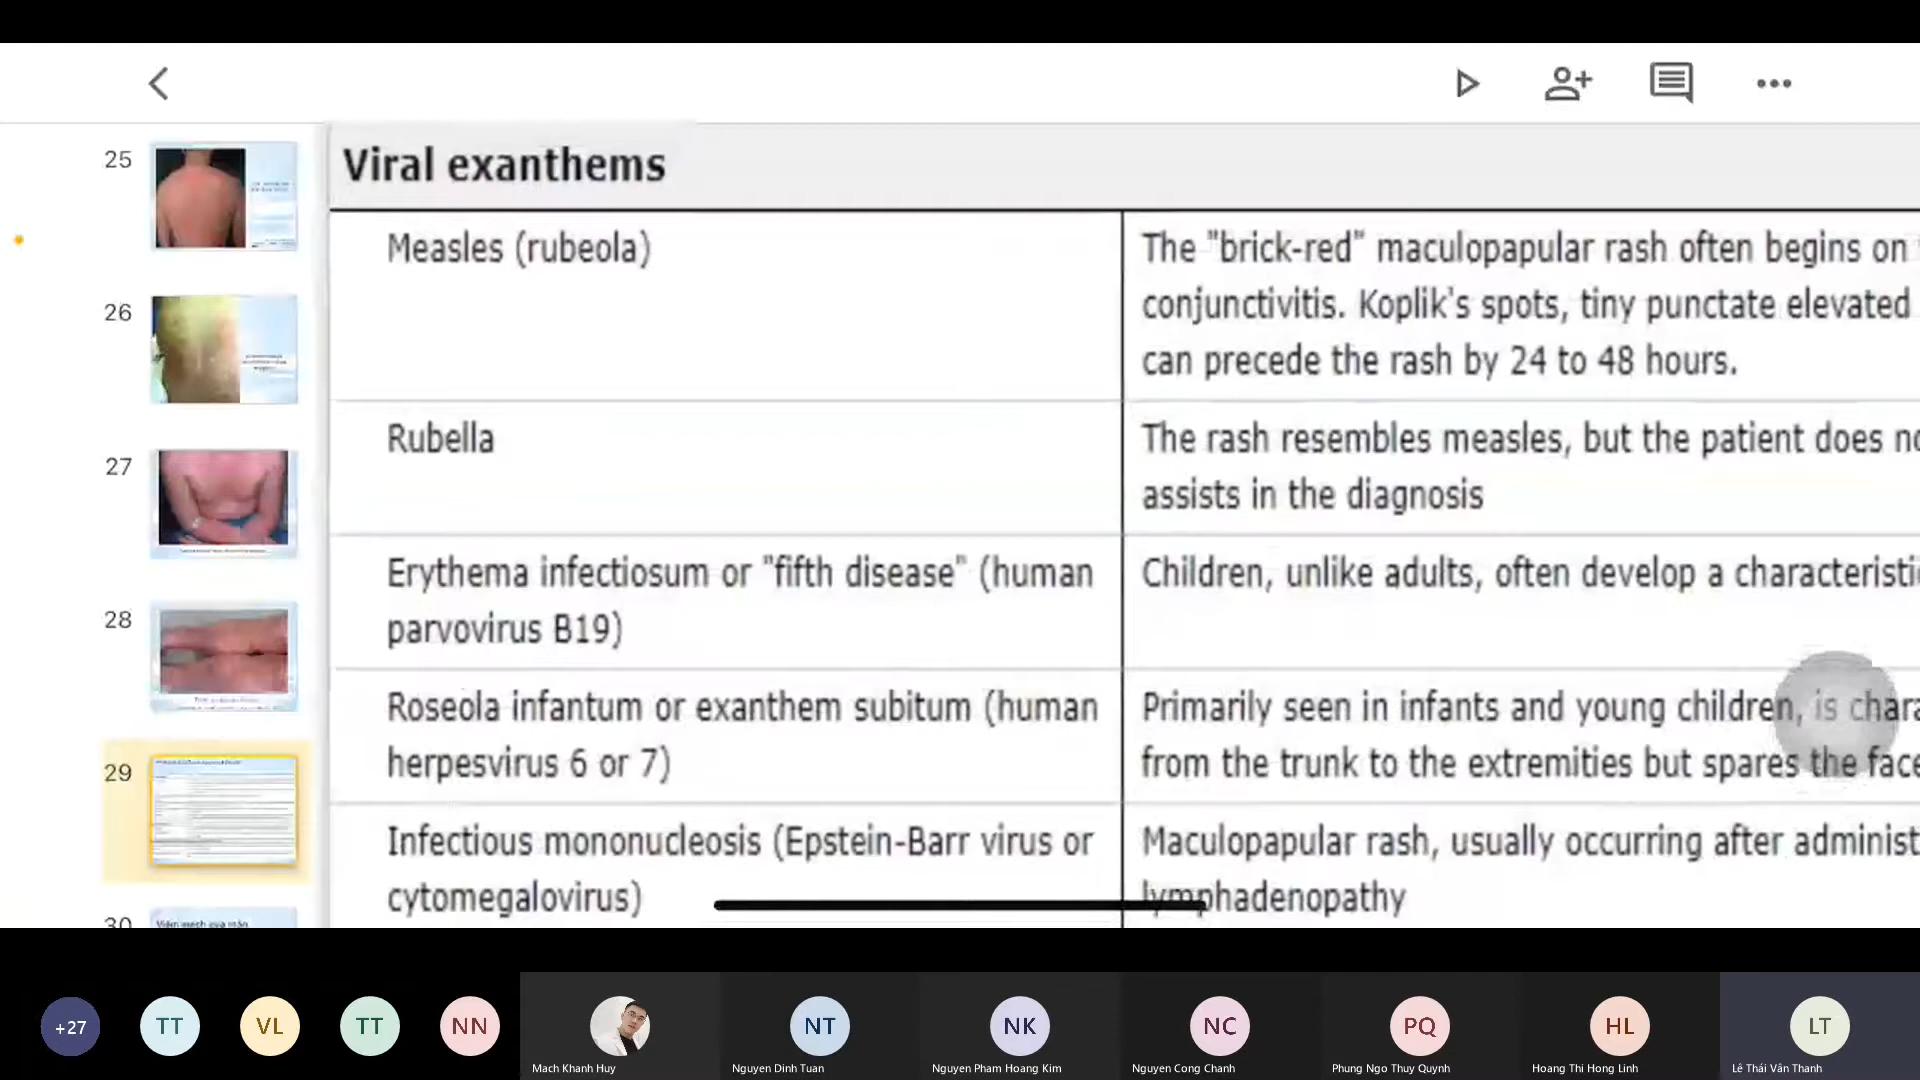 25
26
27
28
29
30
Viêm mạch
Viral exanthems
Measles (rubeola)
The "brick-red" maculopapular rash often begins on
conjunctivitis. Koplik's spots, tiny punctate elevated
can precede the rash by 24 to 48 hours.
Rubella
The rash resembles measles, but the patient does no
assists in the diagnosis
Erythema infectiosum or "fifth disease" (human
parvovirus B19)
Children, unlike adults, often develop a characteristi
Roseola infantum or exanthem subitum (human
herpesvirus 6 or 7)
Primarily seen in infants and young children, is chara
from the trunk to the extremities but spares the face
Infectious mononucleosis (Epstein-Barr virus or
cytomegalovirus)
Maculopapular rash, usually occurring after administ
lymphadenopathy
+27
TT
VL
TT
NN
NT
NK
NC
PQ
HL
LT
Mach Khanh Huy
Nguyen Dinh Tuan
Nguyen Pham Hoang Kim
Nguyen Cong Chanh
Phung Ngo Thuy Quynh
Hoang Thi Hong Linh
Lê Thái Vân Thanh